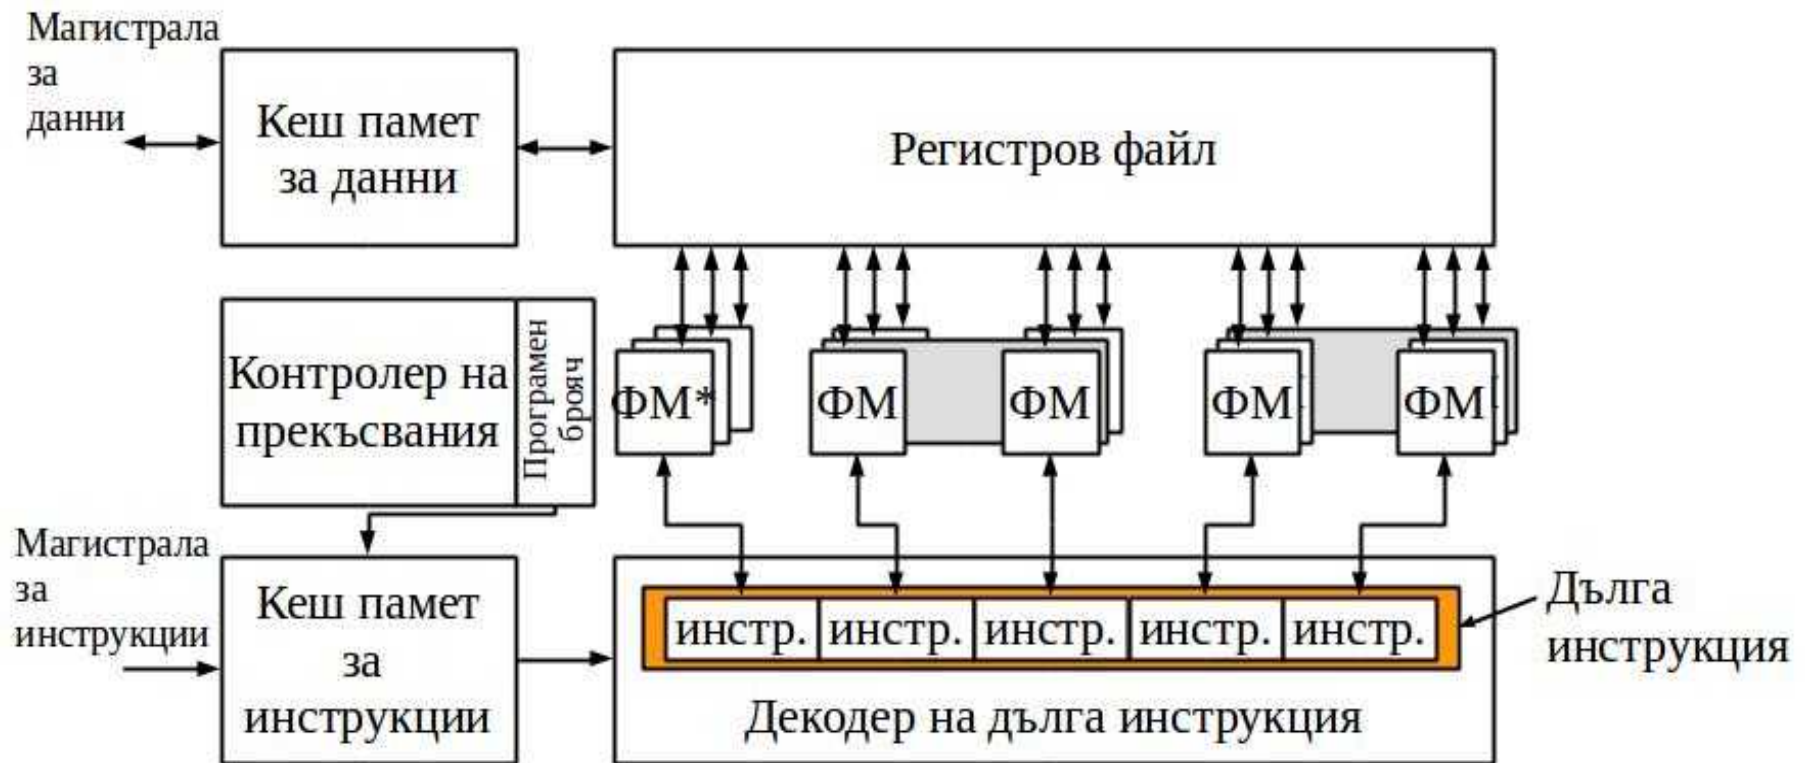 Магистрала
за
данни
Кеш памет
за данни
Регистров файл
Контролер на
прекъсвания
Програмен
брояч
ФМ*
ФМ
ФМ
ФМ
ФМ
Магистрала
за
инструкции
Кеш памет
за
инструкции
инстр.
инстр.
инстр.
инстр.
инстр.
Декодер на дълга инструкция
Дълга
инструкция